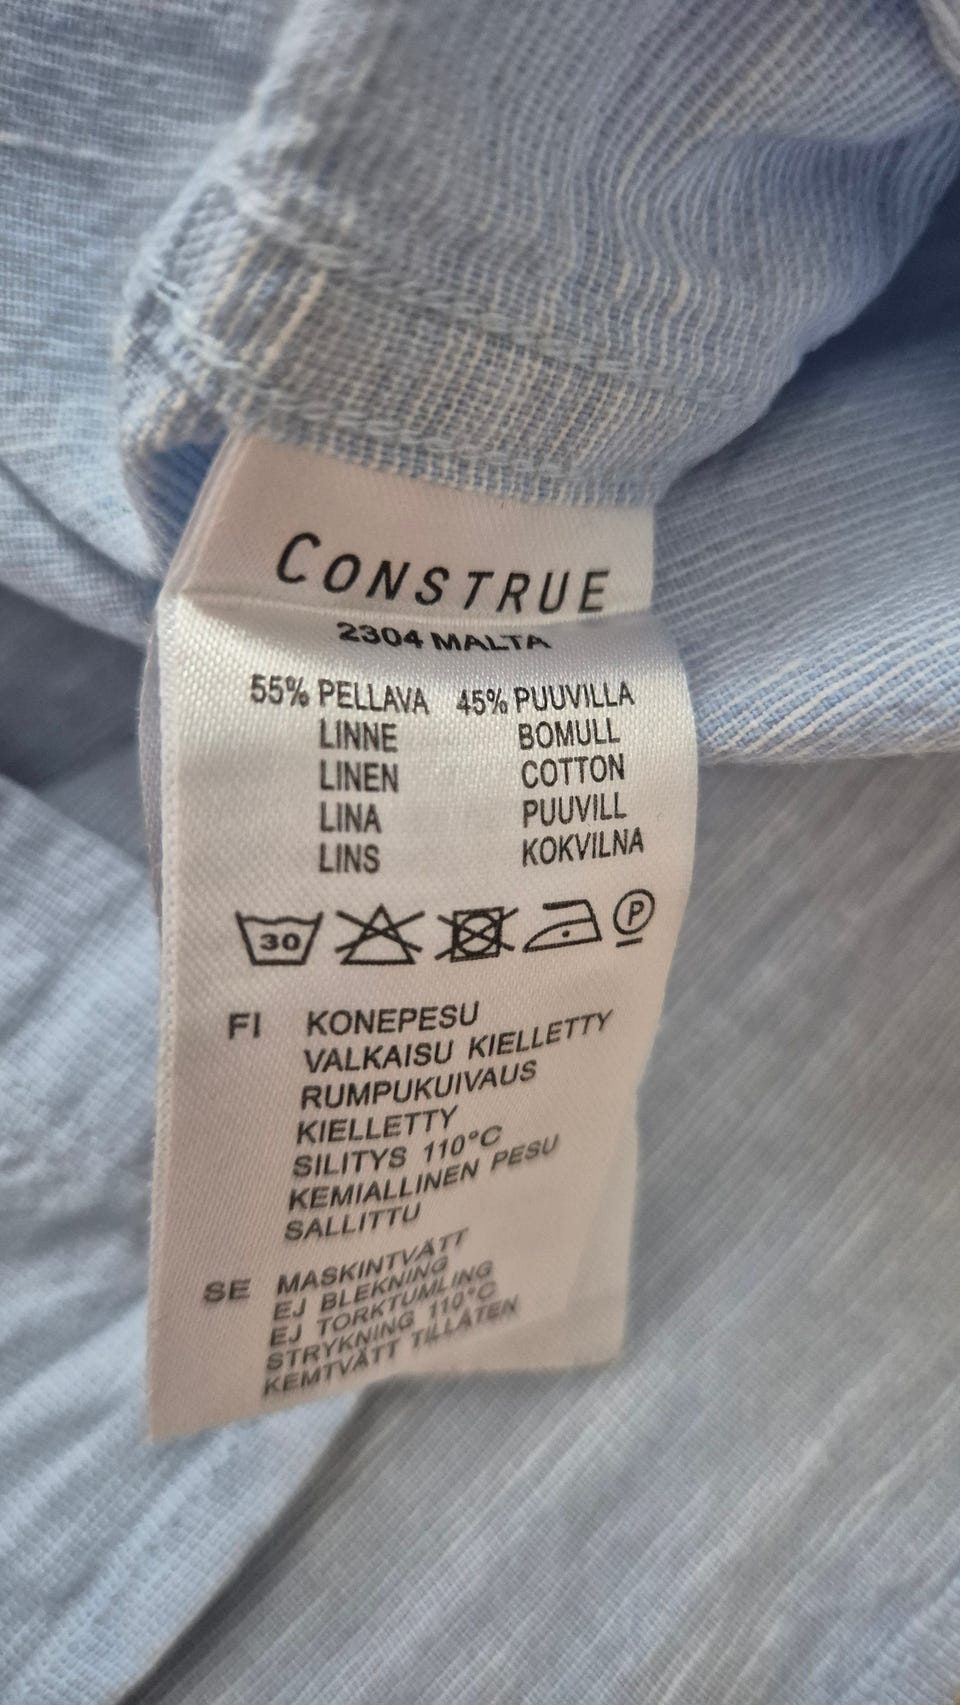 CONSTRUE
2304 MALTA
55% PELLAVA 45% PUUVILLA
LINNE BOMULL
LINEN COTTON
LINA PUUVILL
LINS KOKVILNA
30 P
FI KONEPESU
VALKAISU KIELLETTY
RUMPUKUIVAUS
KIELLETTY
SILITYS 110°C
KEMIALLINEN PESU
SALLITTU
SE MASKINTVÄTT
EJ BLEKNING
EJ TORKTUMLING
STRYKNING 110°C
KEMTVÄTT TILLÅTEN